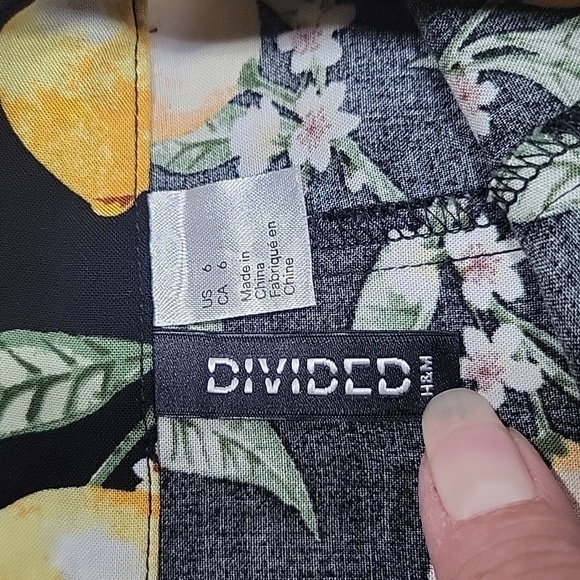 US 6
CA 6
Made in
China
Fabriqué en
Chine
DIVIDED
H&M